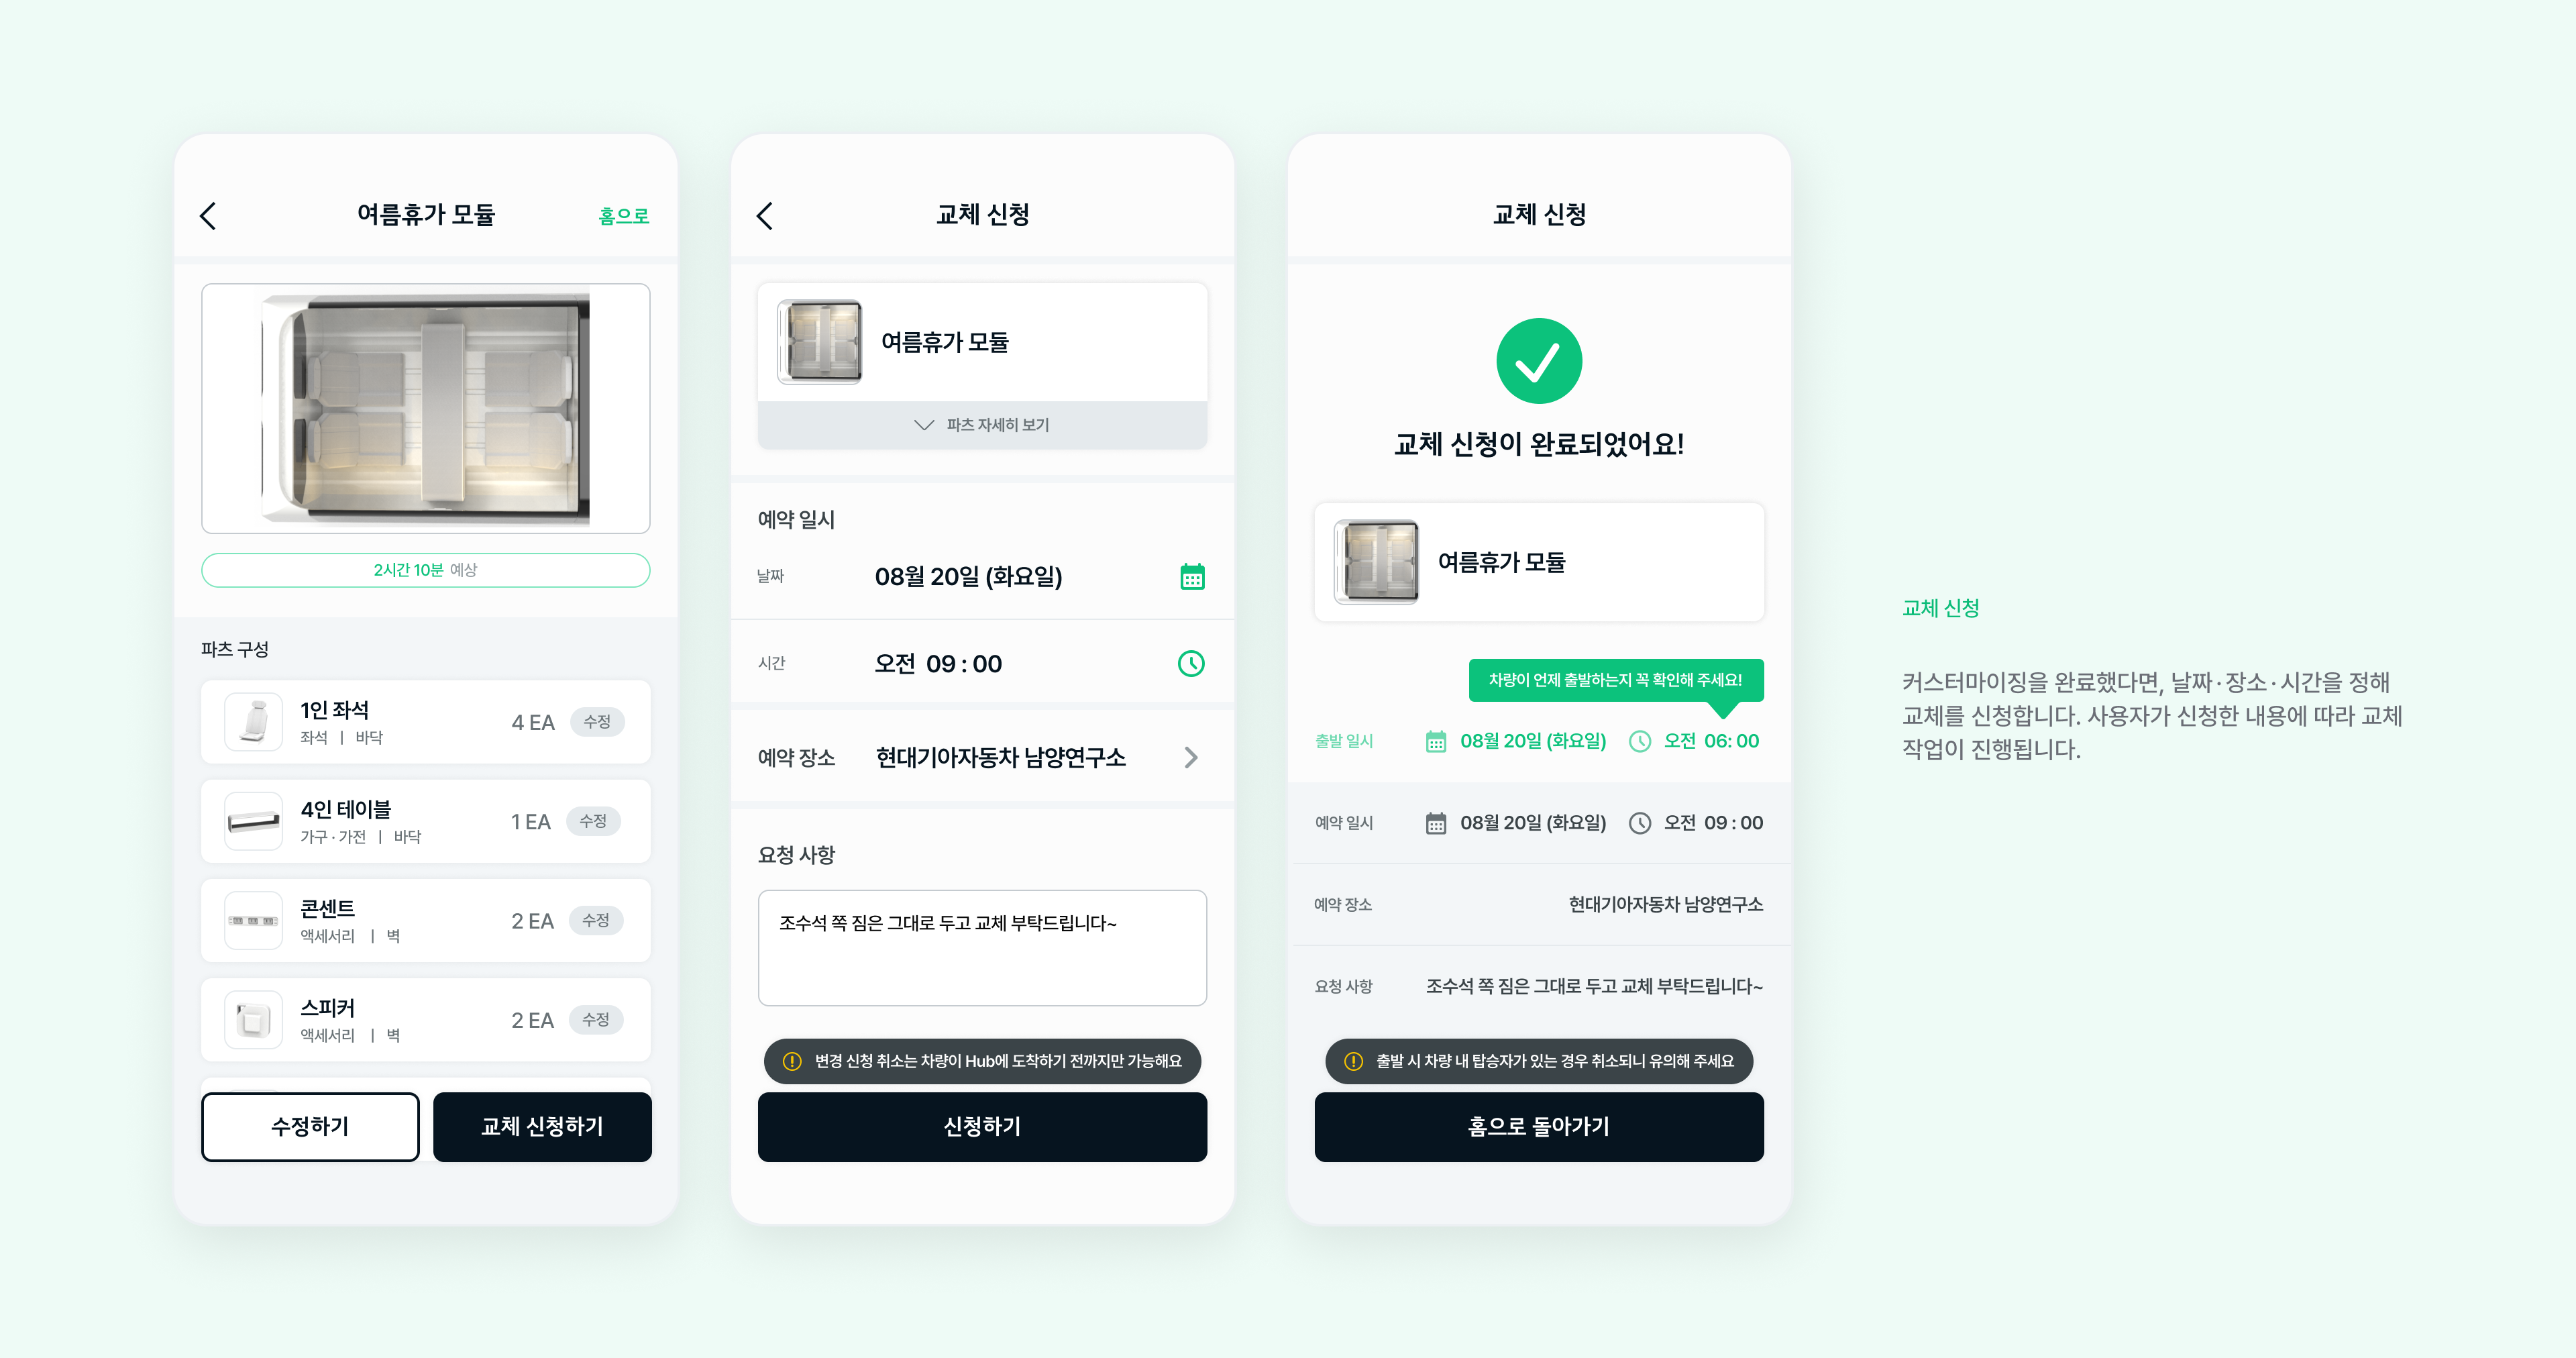 여름휴가 모듈
홈으로
2시간 10분 예상
파츠 구성
1인 좌석
좌석 | 바닥
4 EA
수정
4인 테이블
가구 · 가전 | 바닥
1 EA
수정
콘센트
액세서리 | 벽
2 EA
수정
스피커
액세서리 | 벽
2 EA
수정
수정하기
교체 신청하기
교체 신청
여름휴가 모듈
파츠 자세히 보기
예약 일시
날짜
08월 20일 (화요일)
시간
오전 09 : 00
예약 장소
현대기아자동차 남양연구소
요청 사항
조수석 쪽 짐은 그대로 두고 교체 부탁드립니다~
변경 신청 취소는 차량이 Hub에 도착하기 전까지만 가능해요
신청하기
교체 신청
교체 신청이 완료되었어요!
여름휴가 모듈
차량이 언제 출발하는지 꼭 확인해 주세요!
출발 일시
08월 20일 (화요일)
오전 06: 00
예약 일시
08월 20일 (화요일)
오전 09 : 00
예약 장소
현대기아자동차 남양연구소
요청 사항
조수석 쪽 짐은 그대로 두고 교체 부탁드립니다~
출발 시 차량 내 탑승자가 있는 경우 취소되니 유의해 주세요
홈으로 돌아가기
교체 신청
커스터마이징을 완료했다면, 날짜 · 장소 · 시간을 정해
교체를 신청합니다. 사용자가 신청한 내용에 따라 교체
작업이 진행됩니다.